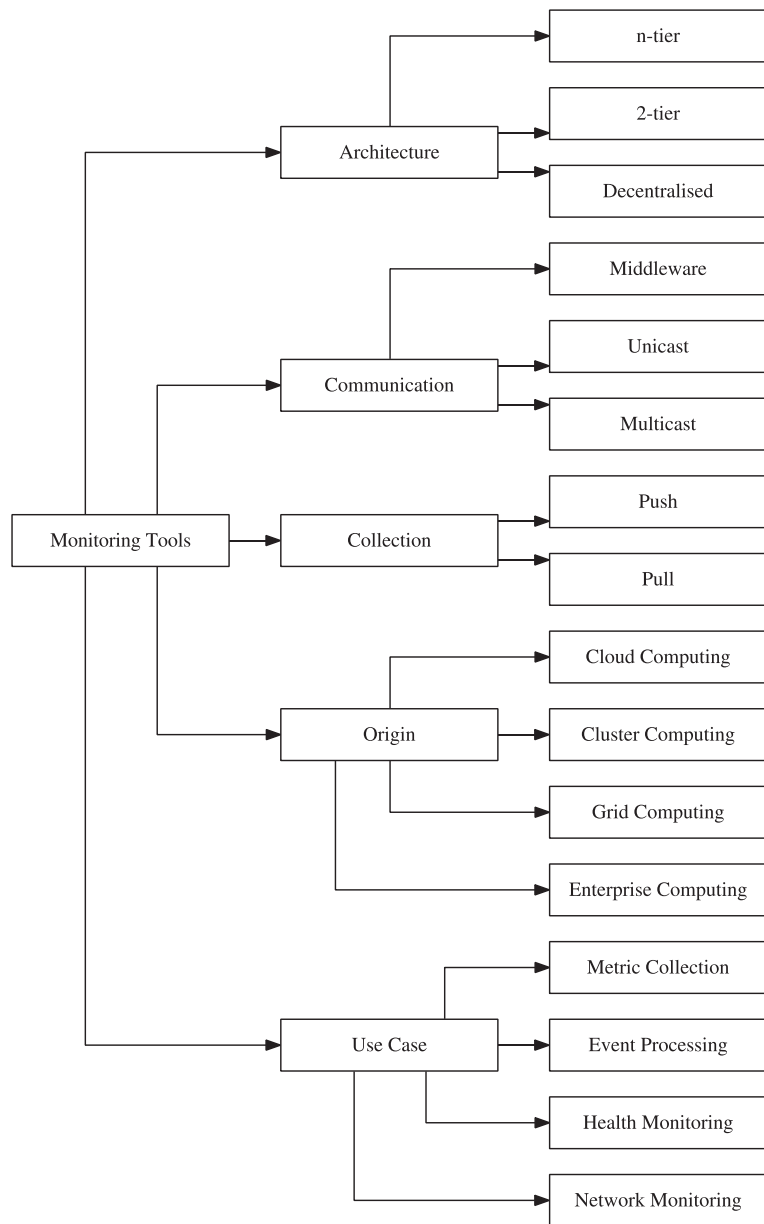 n-tier
2-tier
Architecture
Decentralised
Middleware
Unicast
Communication
Multicast
Push
Monitoring Tools
Collection
Pull
Cloud Computing
Origin
Cluster Computing
Grid Computing
Enterprise Computing
Metric Collection
Use Case
Event Processing
Health Monitoring
Network Monitoring